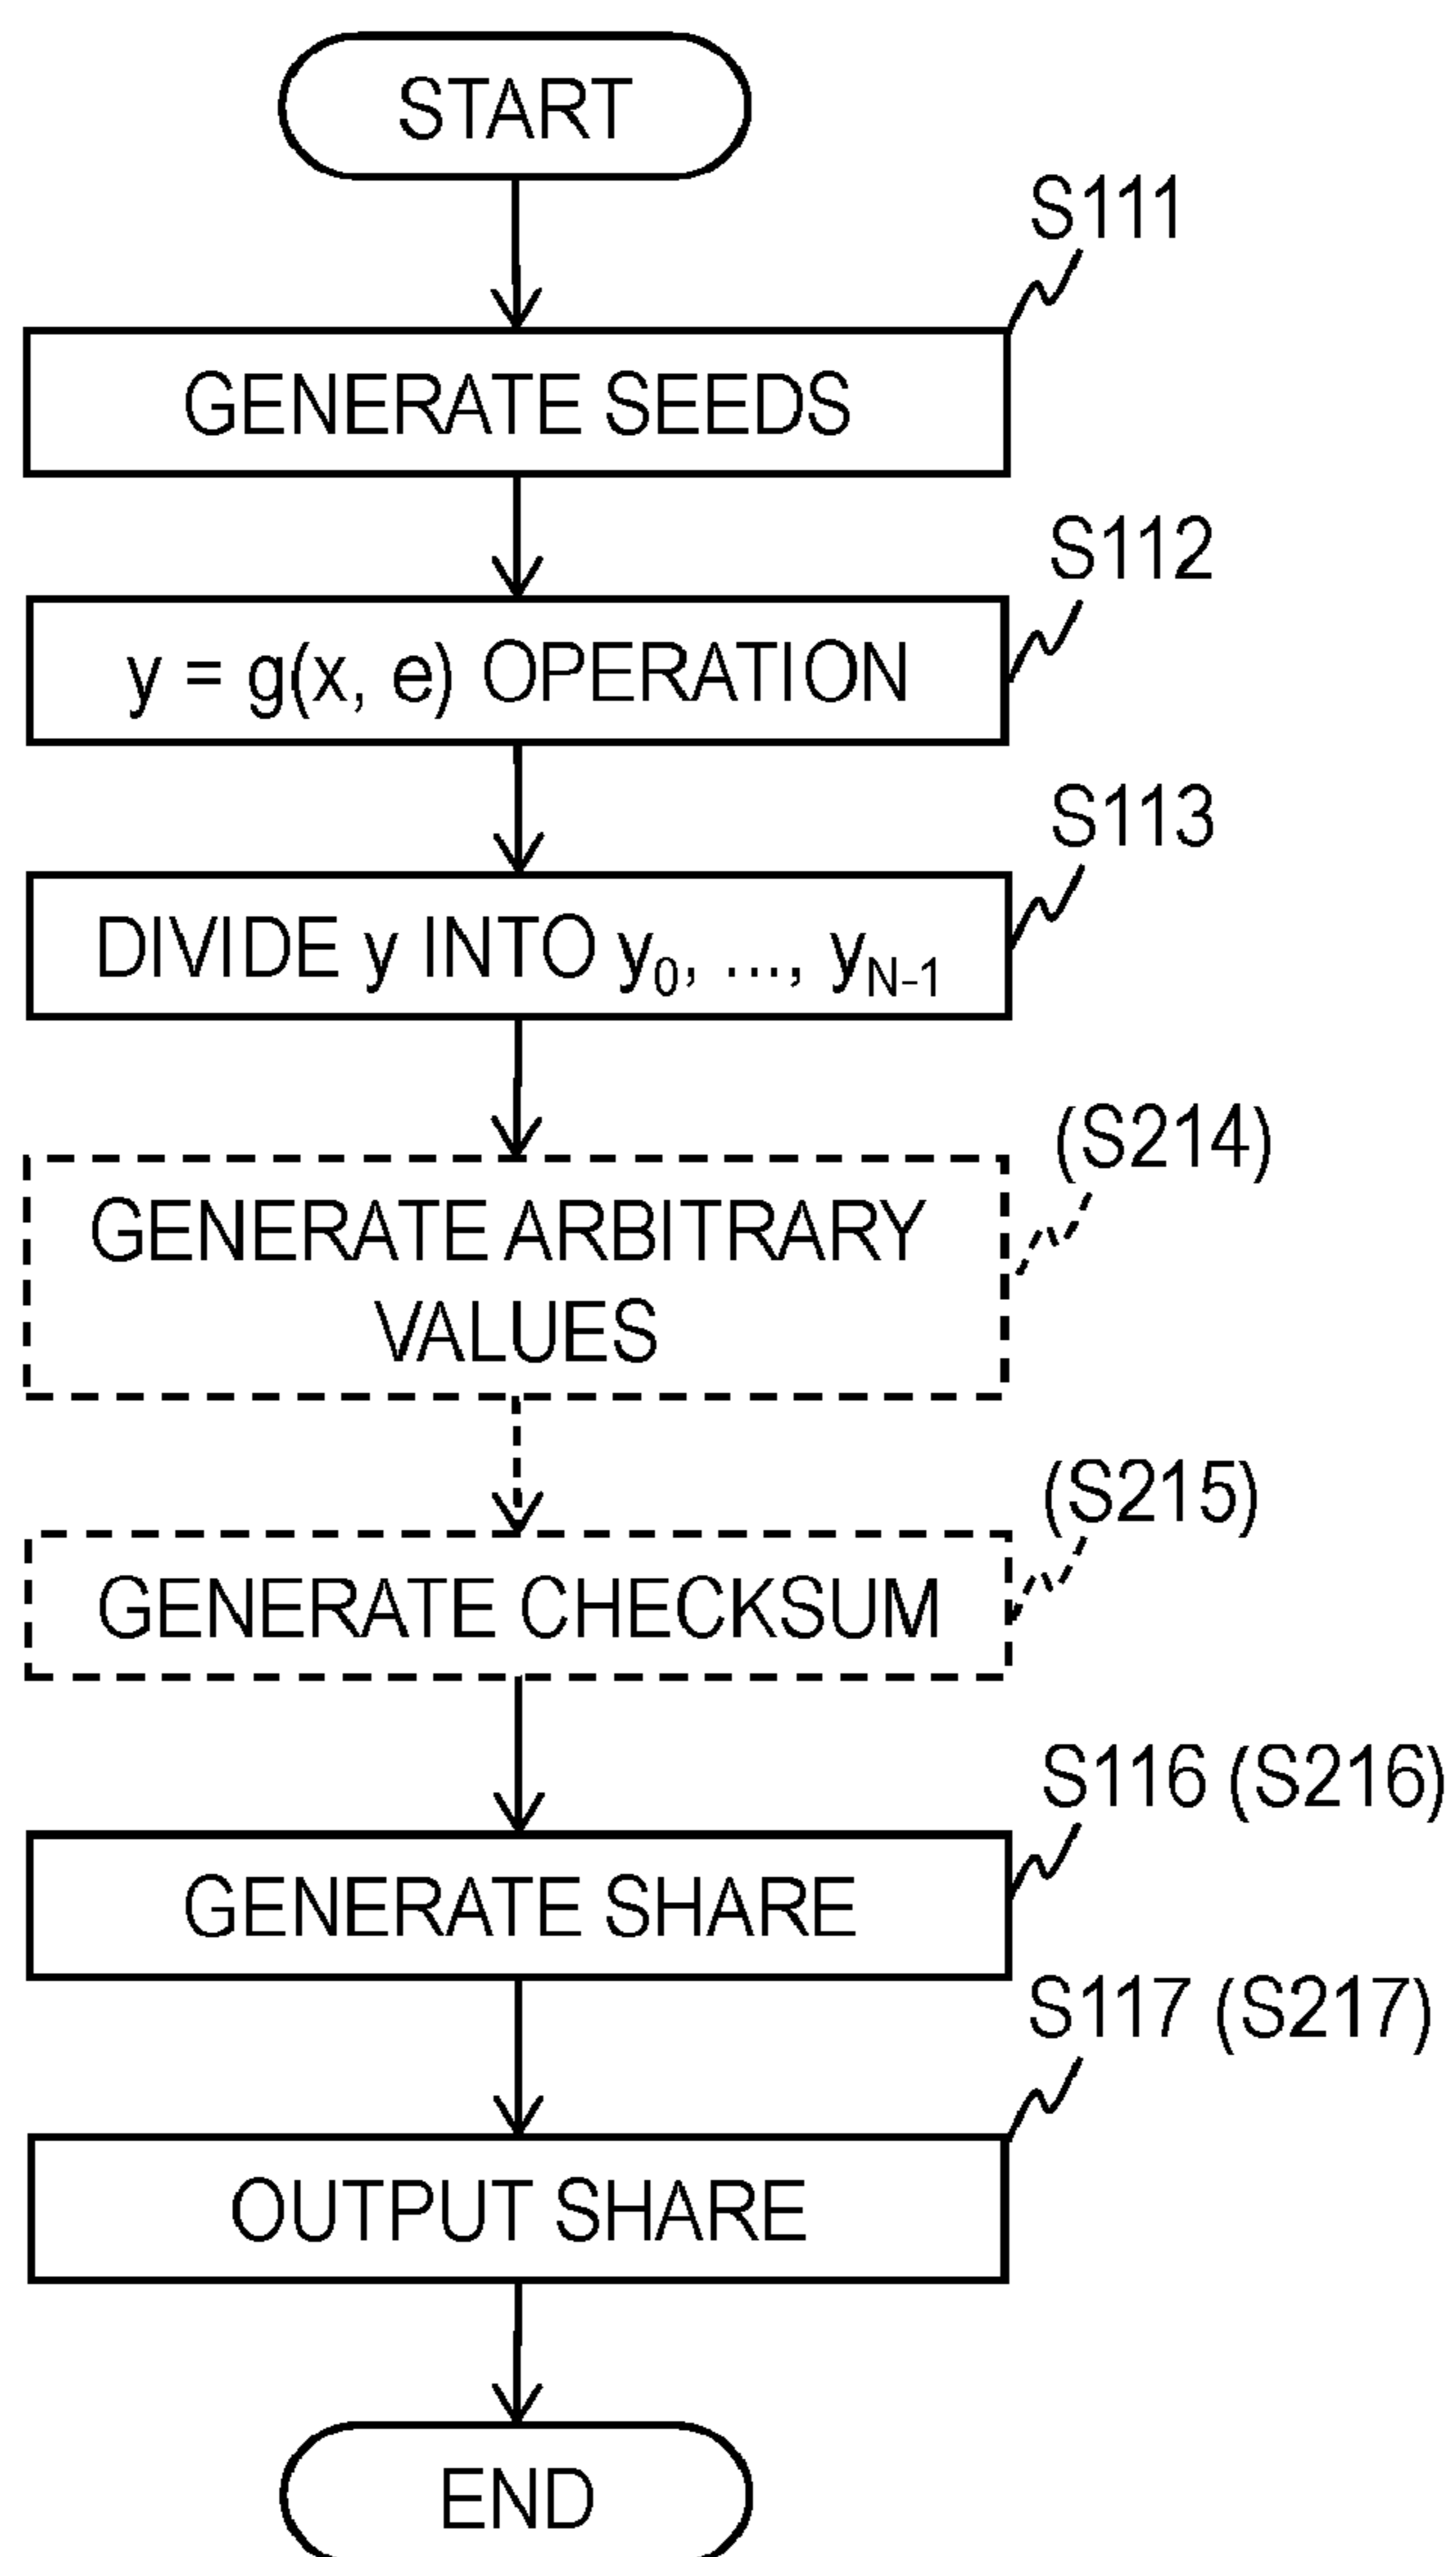 START
S111
GENERATE SEEDS
S112
y = g(x, e) OPERATION
S113
DIVIDE y INTO y₀, ..., y_N-1
(S214)
GENERATE ARBITRARY
VALUES
(S215)
GENERATE CHECKSUM
S116 (S216)
GENERATE SHARE
S117 (S217)
OUTPUT SHARE
END